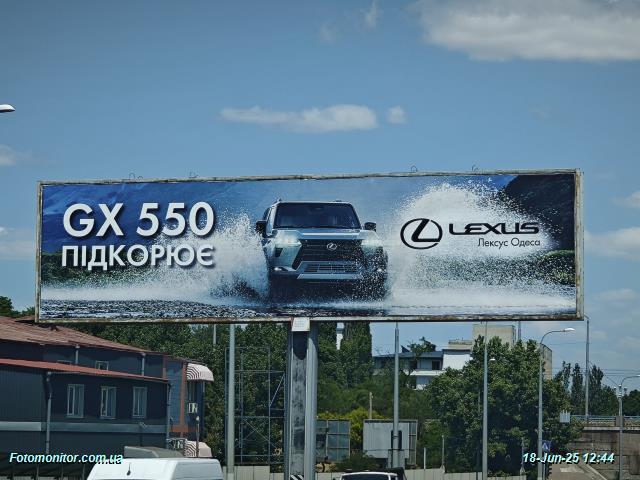 GX 550
ПІДКОРЮЄ
LEXUS
Лексус Одеса
Fotomonitor.com.ua
18-Jun-25 12:44